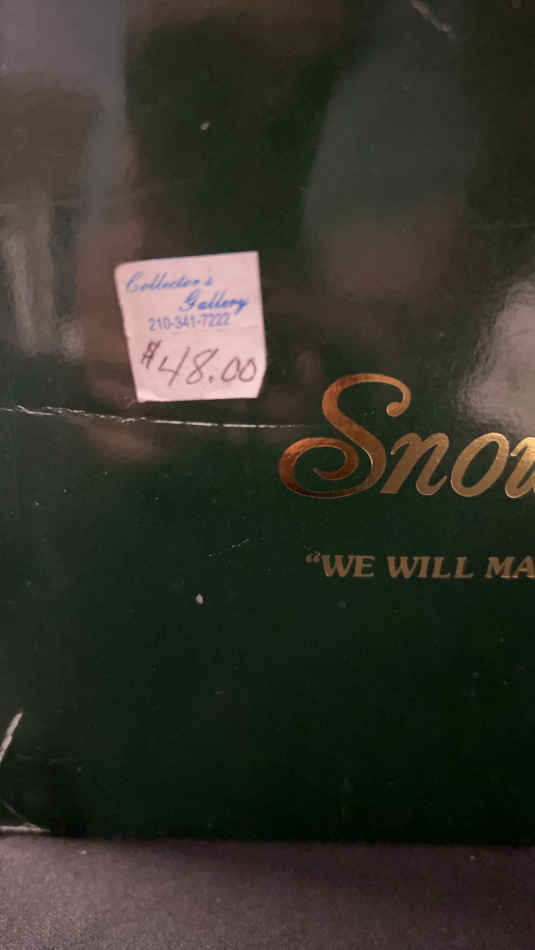 Collector's
Gallery
210-341-7222
$48.00
Snow
"WE WILL MA